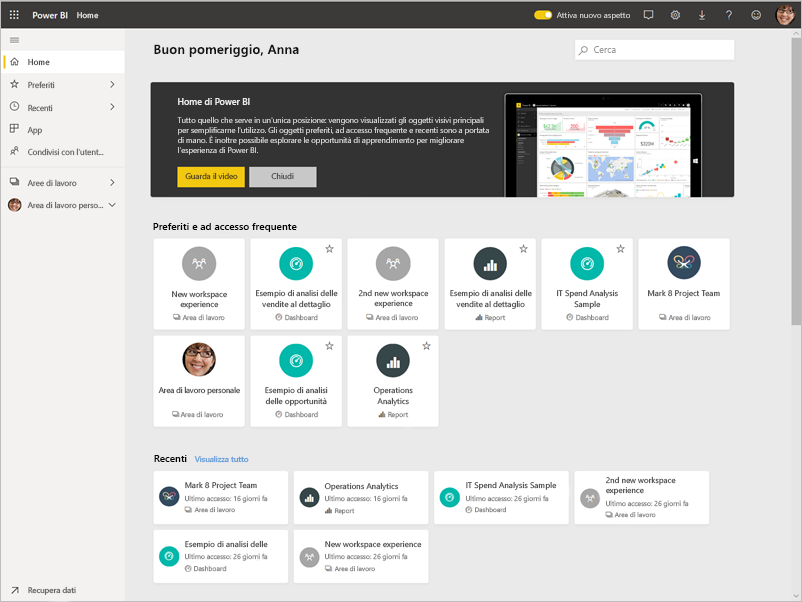 Power BI Home
Attiva nuovo aspetto
Home
Preferiti
Recenti
App
Condivisi con l'utent...
Aree di lavoro
Area di lavoro perso...
Recupera dati
Buon pomeriggio, Anna
Cerca
Home di Power BI
Tutto quello che serve in un'unica posizione: vengono visualizzati gli oggetti visivi principali
per semplificarne l'utilizzo. Gli oggetti preferiti, ad accesso frequente e recenti sono a portata
di mano. È inoltre possibile esplorare le opportunità di apprendimento per migliorare
l'esperienza di Power BI.
Guarda il video
Chiudi
Preferiti e ad accesso frequente
New workspace
experience
Area di lavoro
Esempio di analisi delle
vendite al dettaglio
Dashboard
2nd new workspace
experience
Area di lavoro
Esempio di analisi delle
vendite al dettaglio
Report
IT Spend Analysis
Sample
Dashboard
Mark 8 Project Team
Area di lavoro
Area di lavoro personale
Area di lavoro
Esempio di analisi
delle opportunità
Dashboard
Operations
Analytics
Report
Recenti
Visualizza tutto
Mark 8 Project Team
Ultimo accesso: 16 giorni fa
Area di lavoro
Operations Analytics
Ultimo accesso: 16 giorni fa
Report
IT Spend Analysis Sample
Ultimo accesso: 26 giorni fa
Dashboard
2nd new workspace
experience
Ultimo accesso: 26 giorni fa
Area di lavoro
Esempio di analisi delle
Ultimo accesso: 26 giorni fa
Dashboard
New workspace experience
Ultimo accesso: 26 giorni fa
Area di lavoro